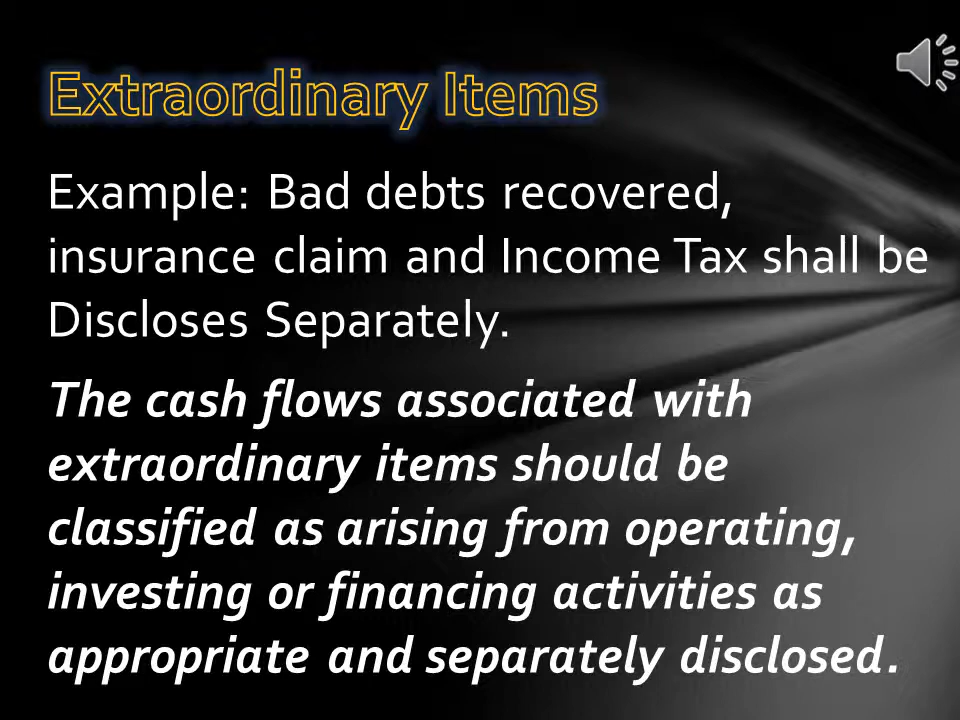 Extraordinary Items
Example: Bad debts recovered,
insurance claim and Income Tax shall be
Discloses Separately.
The cash flows associated with
extraordinary items should be
classified as arising from operating,
investing or financing activities as
appropriate and separately disclosed.